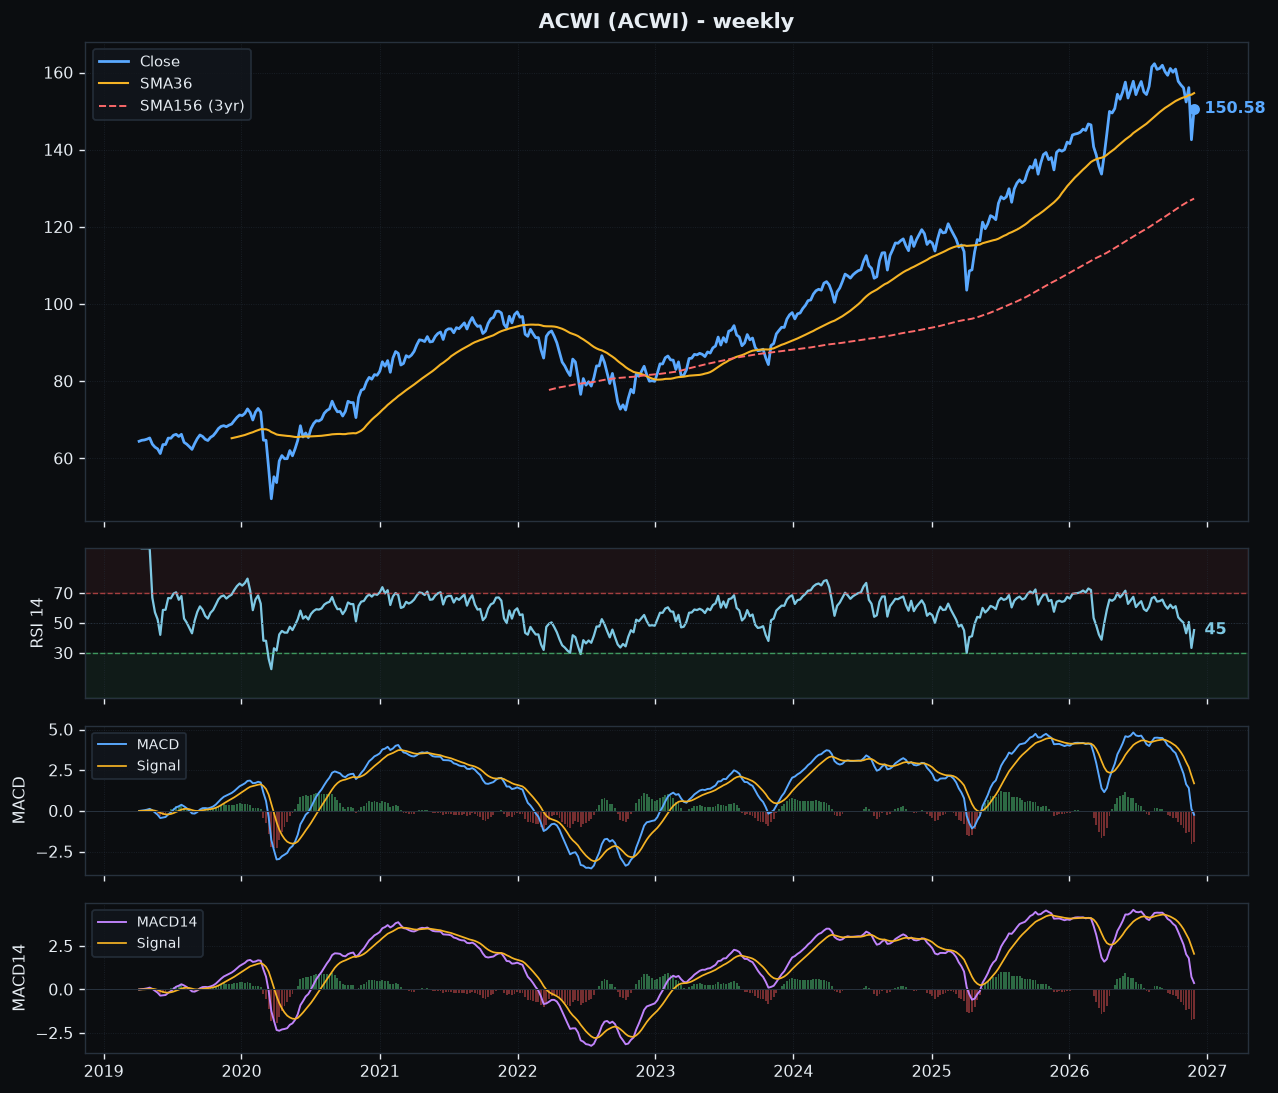 ACWI (ACWI) - weekly
Close
SMA36
SMA156 (3yr)
160
140
120
100
80
60
150.58
RSI 14
70
50
30
45
MACD
MACD
Signal
5.0
2.5
0.0
−2.5
MACD14
MACD14
Signal
2.5
0.0
−2.5
2019 2020 2021 2022 2023 2024 2025 2026 2027